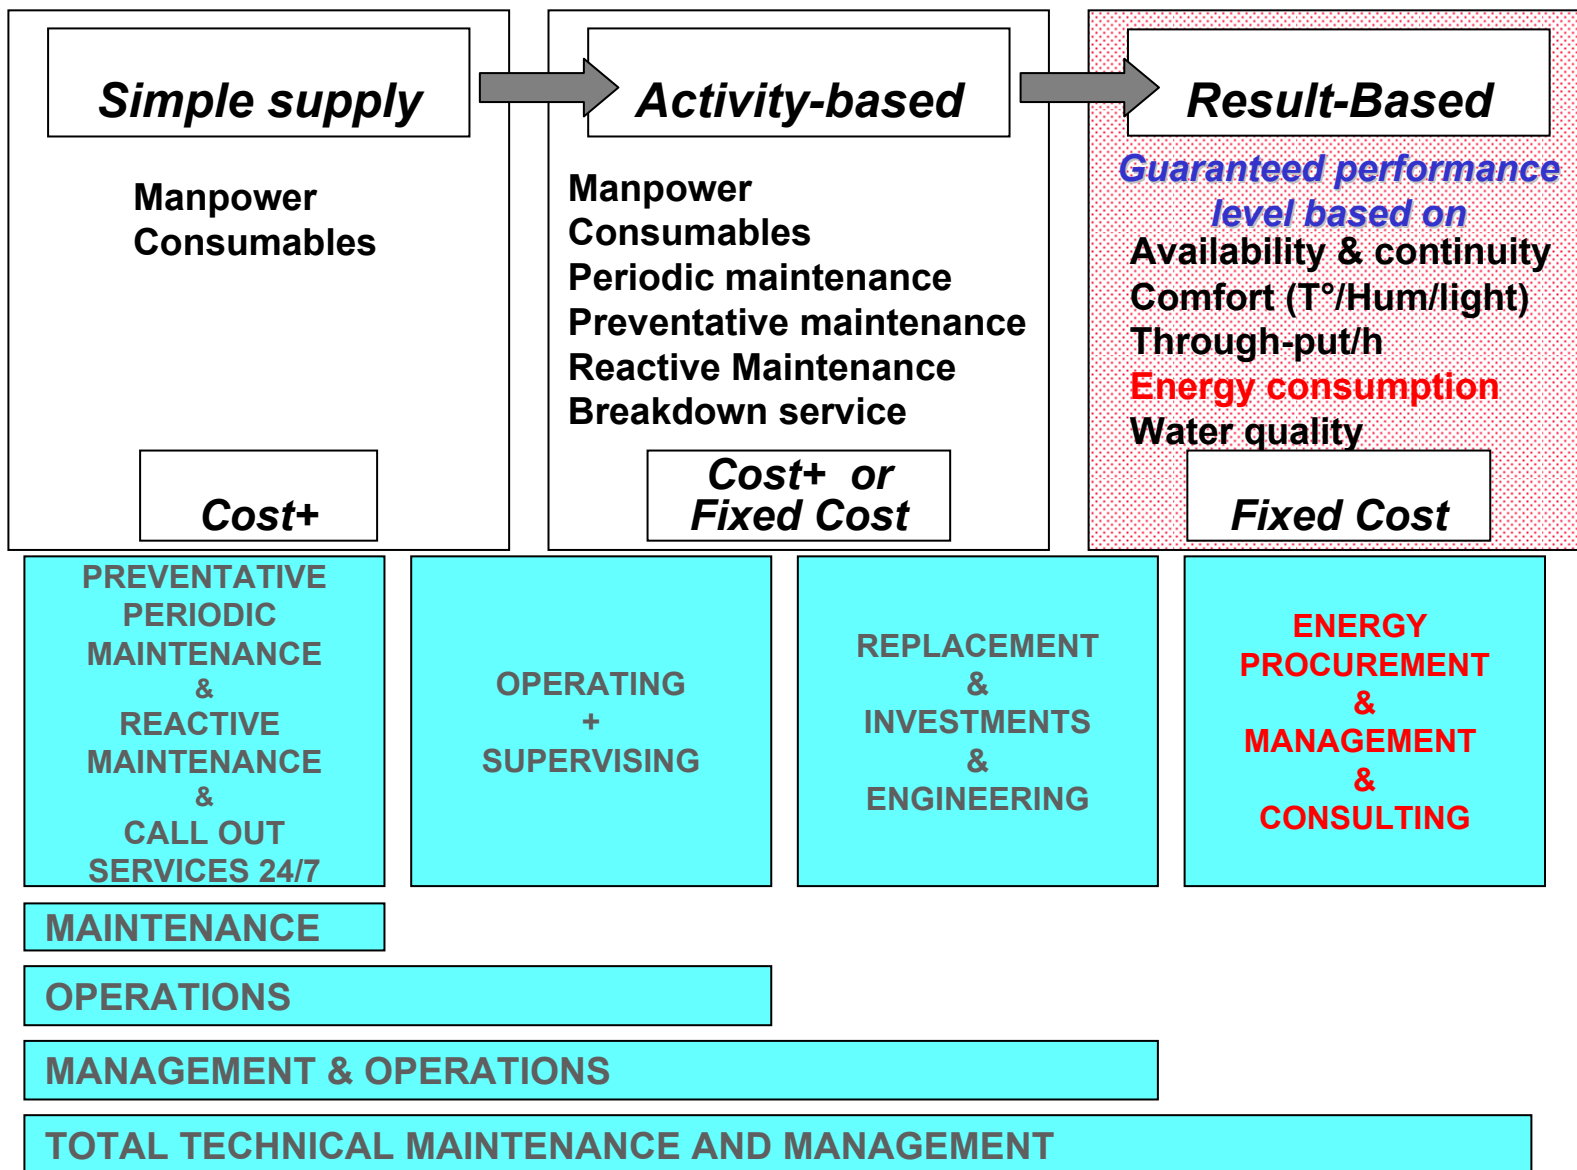 Simple supply
Manpower
Consumables
Cost+
Activity-based
Manpower
Consumables
Periodic maintenance
Preventative maintenance
Reactive Maintenance
Breakdown service
Cost+ or
Fixed Cost
Result-Based
Guaranteed performance
level based on
Availability & continuity
Comfort (T°/Hum/light)
Through-put/h
Energy consumption
Water quality
Fixed Cost
PREVENTATIVE
PERIODIC
MAINTENANCE
&
REACTIVE
MAINTENANCE
&
CALL OUT
SERVICES 24/7
OPERATING
+
SUPERVISING
REPLACEMENT
&
INVESTMENTS
&
ENGINEERING
ENERGY
PROCUREMENT
&
MANAGEMENT
&
CONSULTING
MAINTENANCE
OPERATIONS
MANAGEMENT & OPERATIONS
TOTAL TECHNICAL MAINTENANCE AND MANAGEMENT